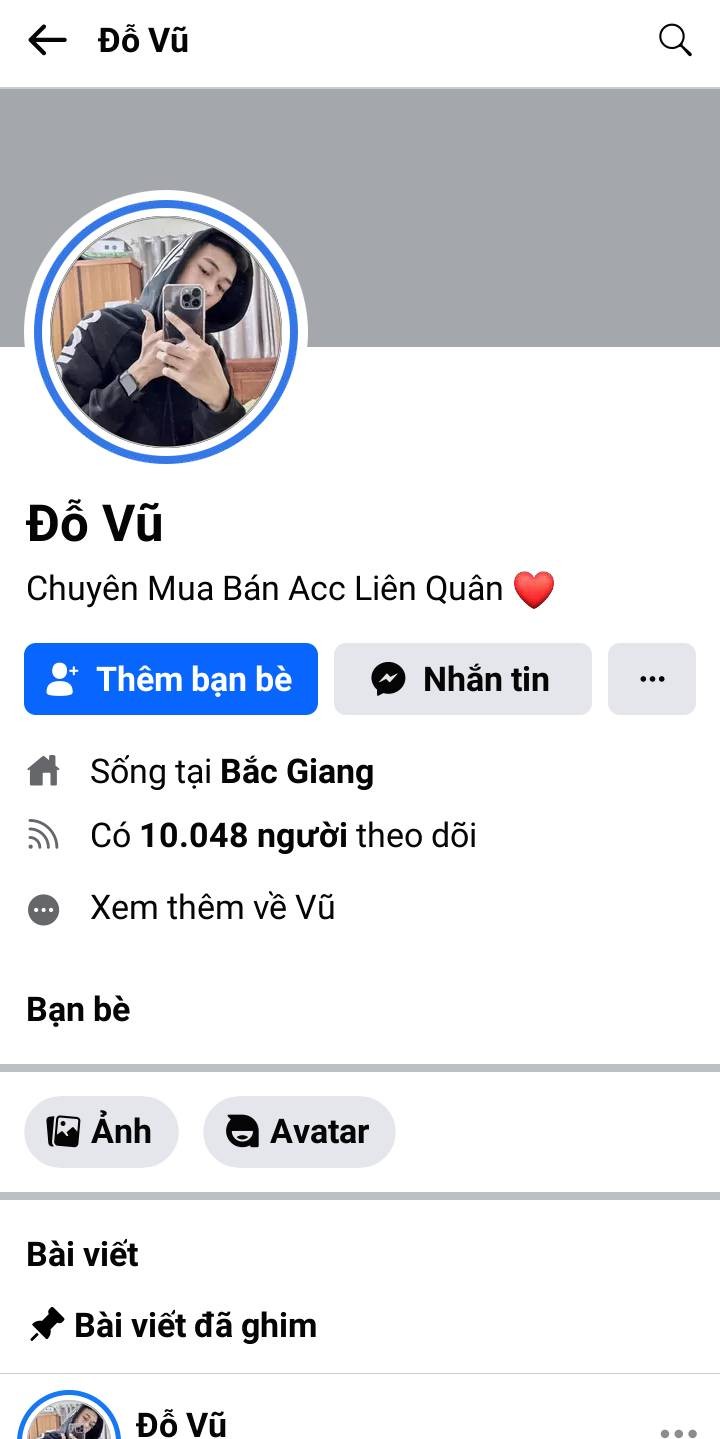 Đỗ Vũ
Đỗ Vũ
Chuyên Mua Bán Acc Liên Quân ❤️
Thêm bạn bè
Nhắn tin
Sống tại Bắc Giang
Có 10.048 người theo dõi
Xem thêm về Vũ
Bạn bè
Ảnh
Avatar
Bài viết
Bài viết đã ghim
Đỗ Vũ